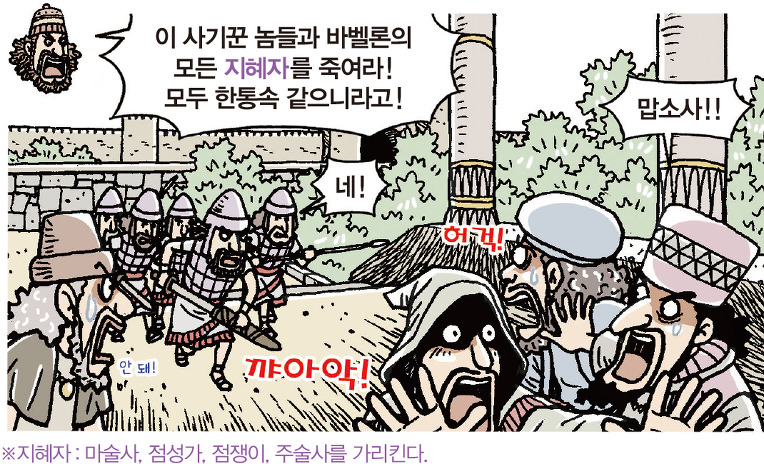 이 사기꾼 놈들과 바벨론의
모든 지혜자를 죽여라!
모두 한통속 같으니라고!
맙소사!!
네!
허걱!
안 돼!
꺄아악!
※지혜자 : 마술사, 점성가, 점쟁이, 주술사를 가리킨다.